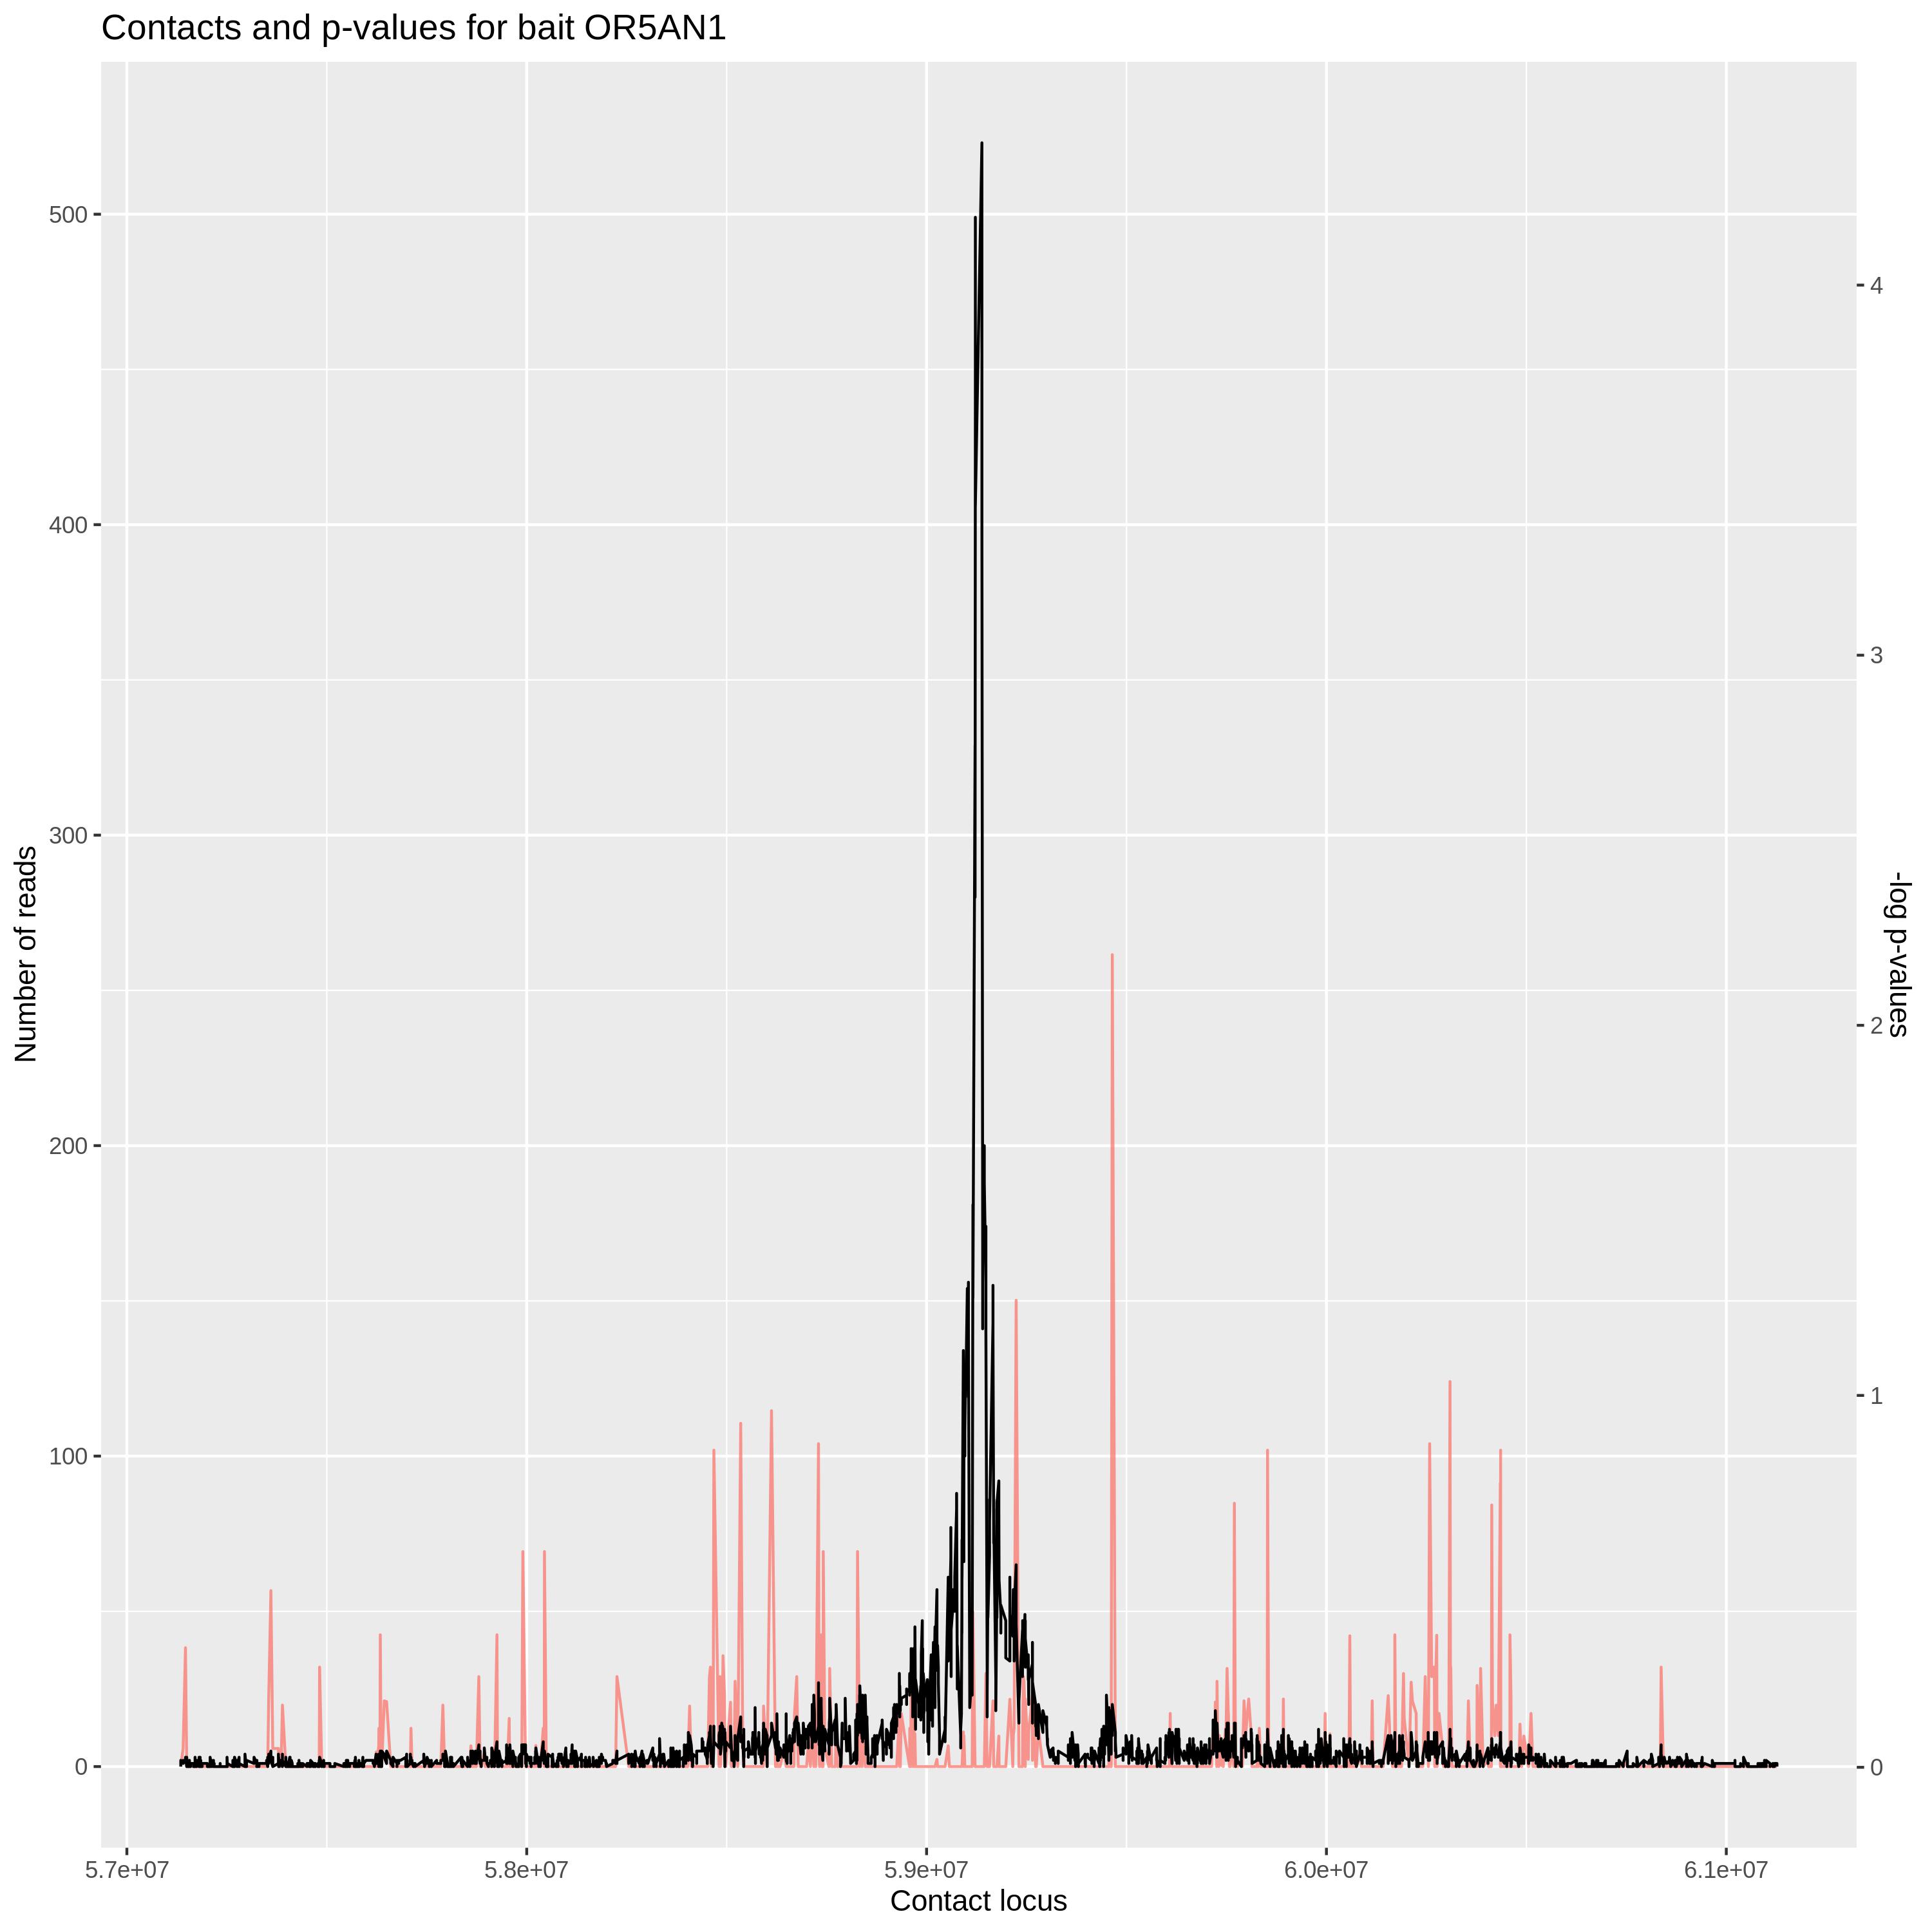 Contacts and p-values for bait OR5AN1
Number of reads
500
400
300
200
100
0
4
3
2
1
0
-log p-values
5.7e+07 5.8e+07 5.9e+07 6.0e+07 6.1e+07
Contact locus